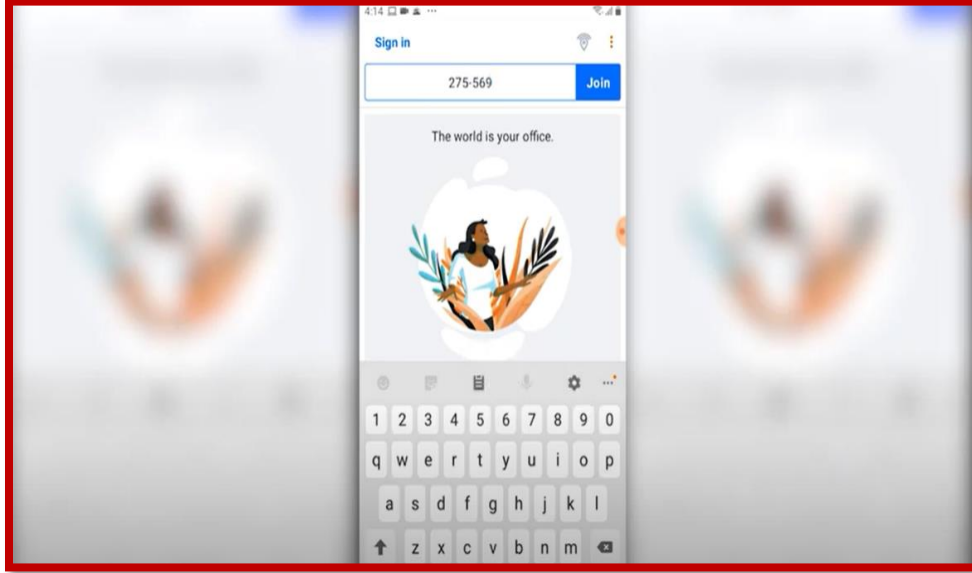 4:14
Sign in
275-569
Join
The world is your office.
1 2 3 4 5 6 7 8 9 0
q w e r t y u i o p
a s d f g h j k l
z x c v b n m